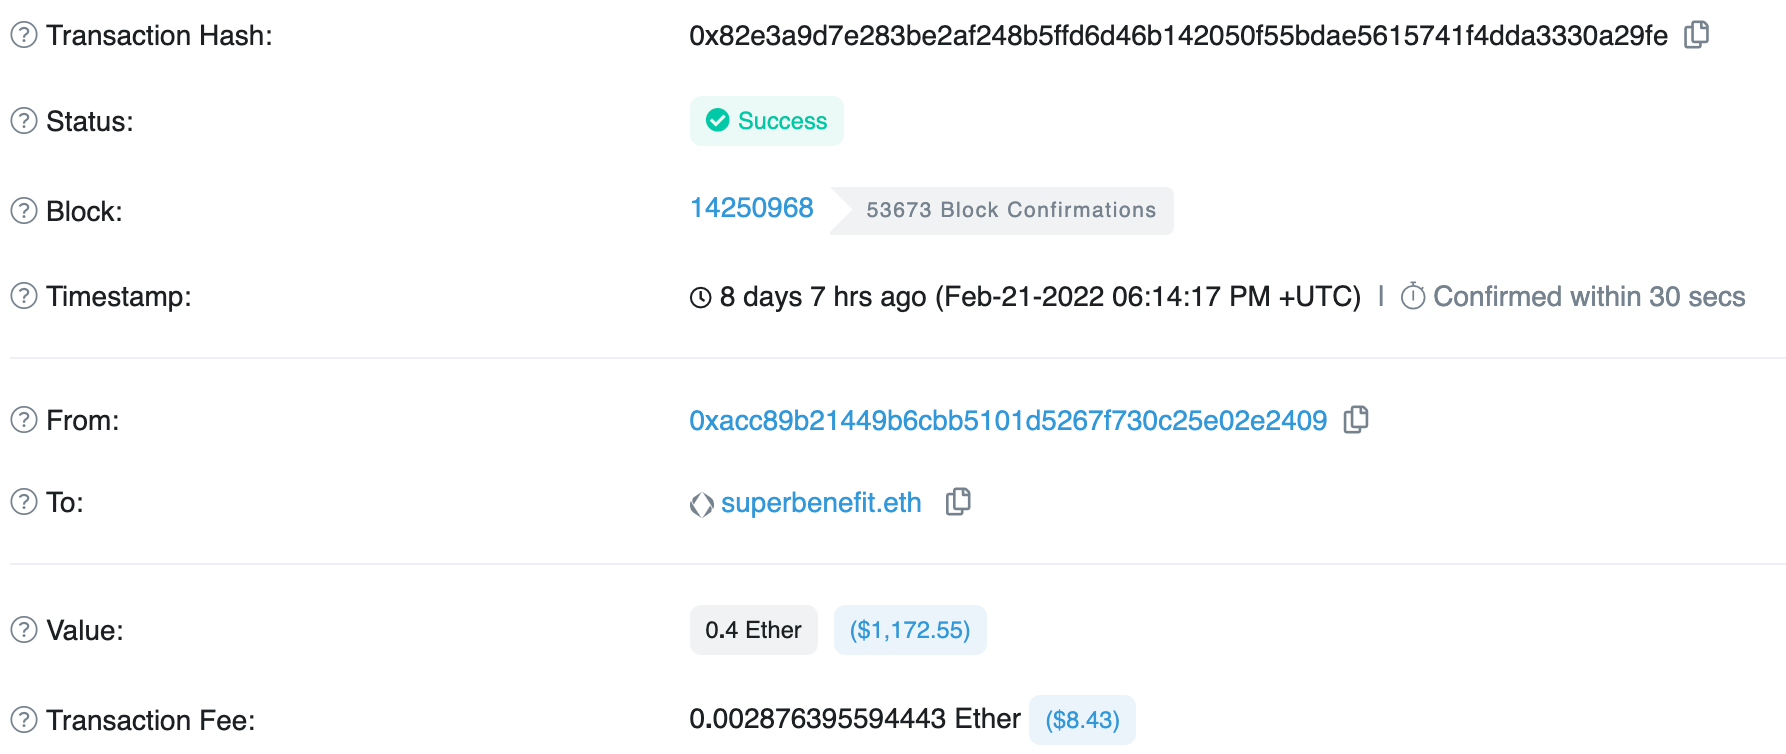 Transaction Hash: 0x82e3a9d7e283be2af248b5ffd6d46b142050f55bdae5615741f4dda3330a29fe
Status: Success
Block: 14250968 53673 Block Confirmations
Timestamp: 8 days 7 hrs ago (Feb-21-2022 06:14:17 PM +UTC) | Confirmed within 30 secs
From: 0xacc89b21449b6cbb5101d5267f730c25e02e2409
To: superbenefit.eth
Value: 0.4 Ether ($1,172.55)
Transaction Fee: 0.002876395594443 Ether ($8.43)